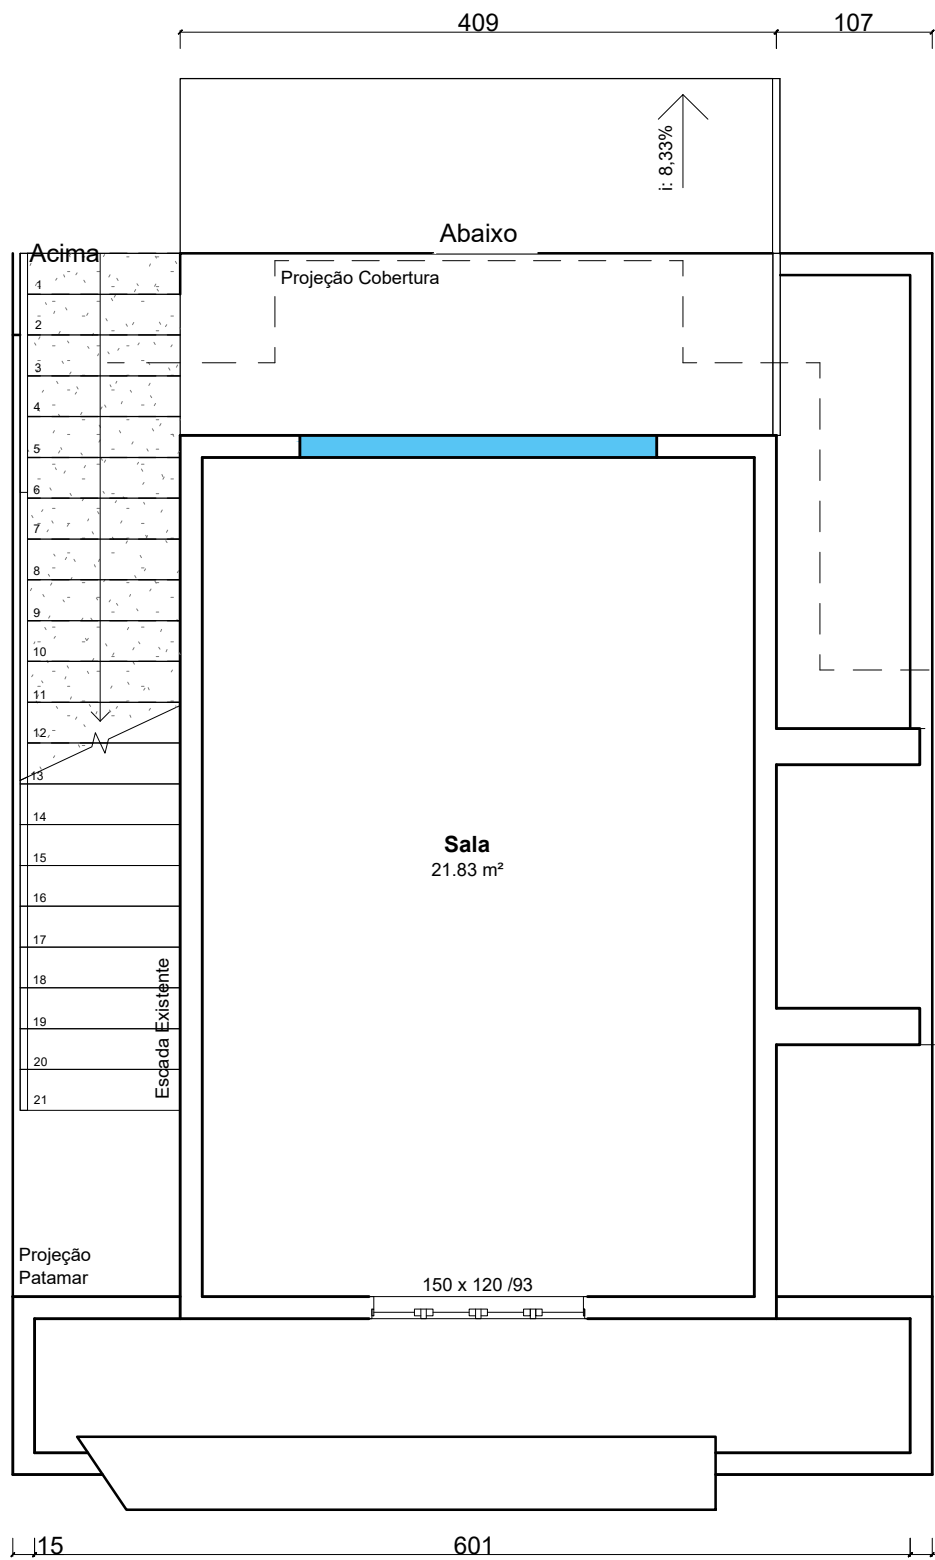 409
107
i: 8,33%
Abaixo
Acima
Projeção Cobertura
1
2
3
4
5
6
7
8
9
10
11
12
13
14
15
16
17
18
19
20
21
Escada Existente
Sala
21.83 m²
Projeção
Patamar
150 x 120 /93
15
601